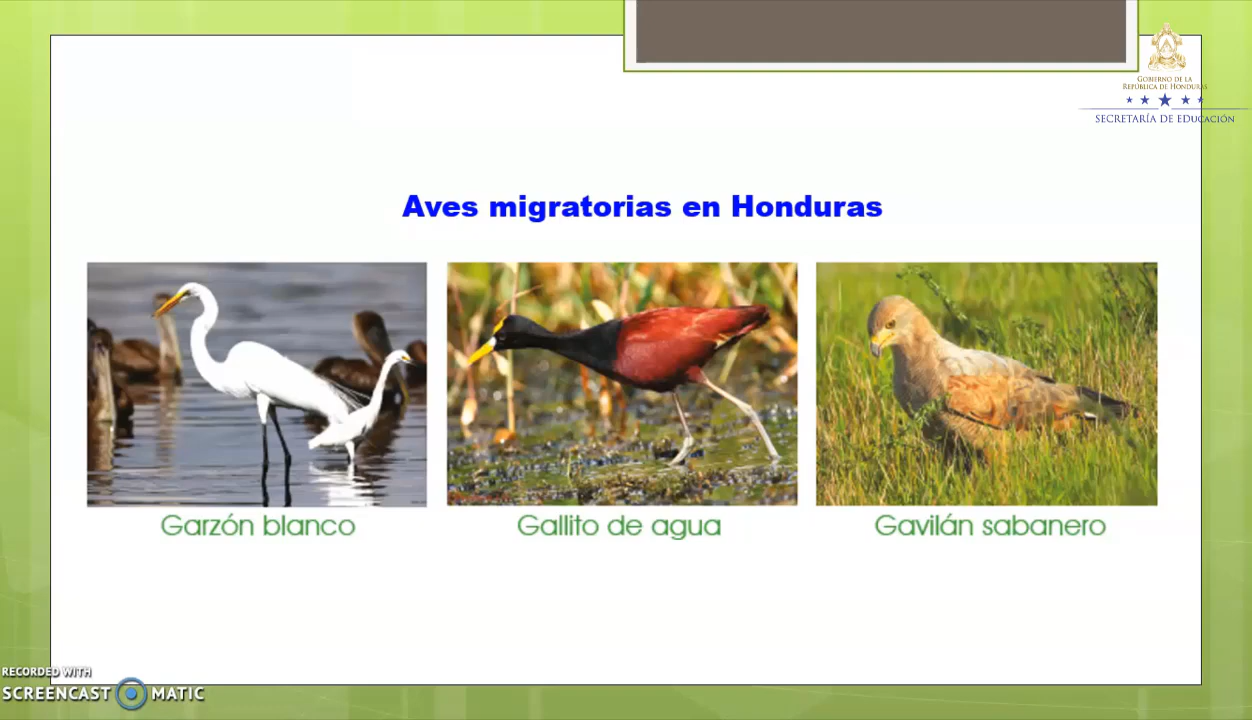 GOBIERNO DE LA
REPÚBLICA DE HONDURAS
SECRETARÍA DE EDUCACIÓN
Aves migratorias en Honduras
Garzón blanco
Gallito de agua
Gavilán sabanero
RECORDED WITH
SCREENCAST MATIC